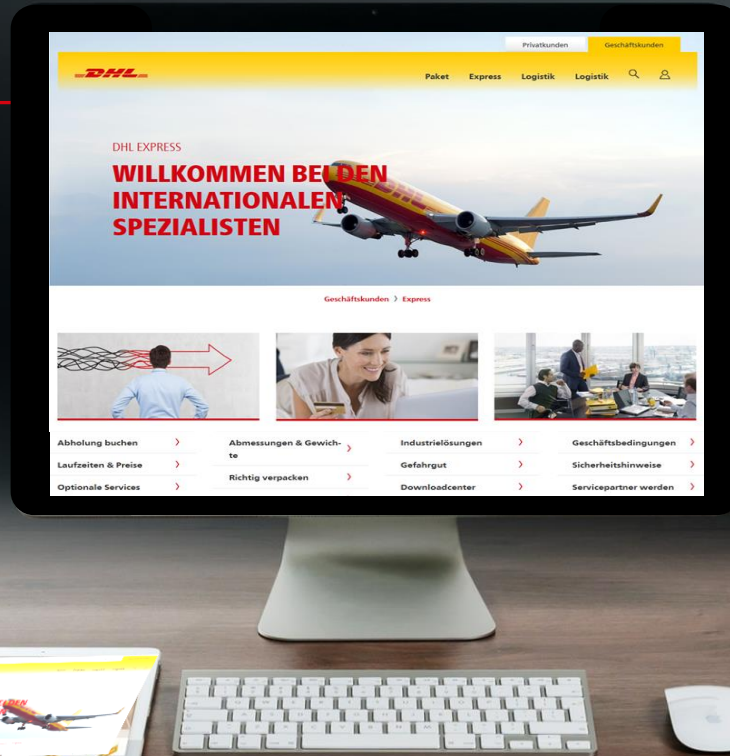 Privatkunden Geschäftskunden
DHL
Paket Express Logistik Logistik
DHL EXPRESS
WILLKOMMEN BEI DEN
INTERNATIONALEN
SPEZIALISTEN
DHL
Geschäftskunden > Express
Abholung buchen > Abmessungen & Gewich-
te > Industrielösungen > Geschäftsbedingungen >
Laufzeiten & Preise > Richtig verpacken > Gefahrgut > Sicherheitshinweise >
Optionale Services > Downloadcenter > Servicepartner werden >